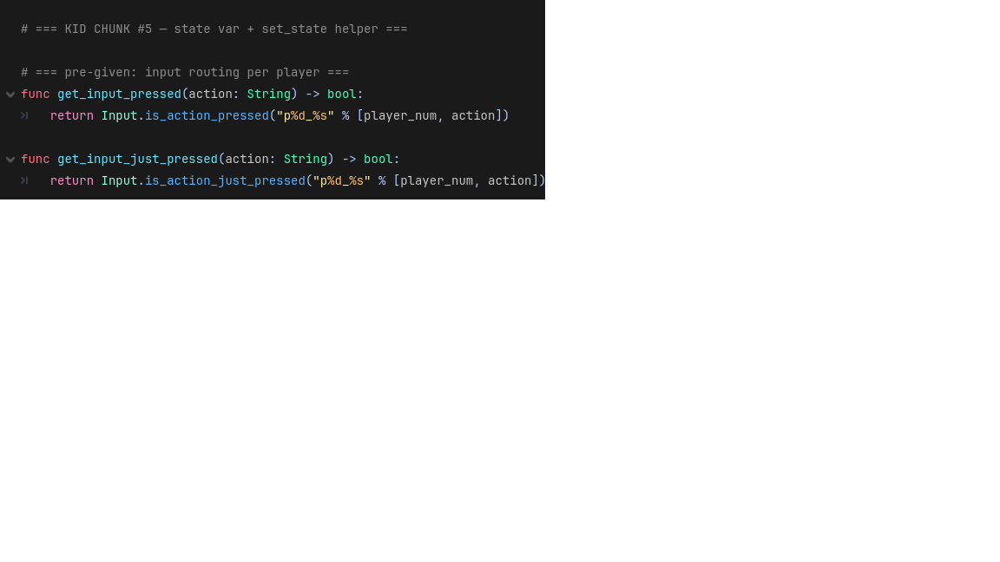 # === KID CHUNK #5 — state var + set_state helper ===
# === pre-given: input routing per player ===
func get_input_pressed(action: String) -> bool:
return Input.is_action_pressed("p%d_%s" % [player_num, action])
func get_input_just_pressed(action: String) -> bool:
return Input.is_action_just_pressed("p%d_%s" % [player_num, action])